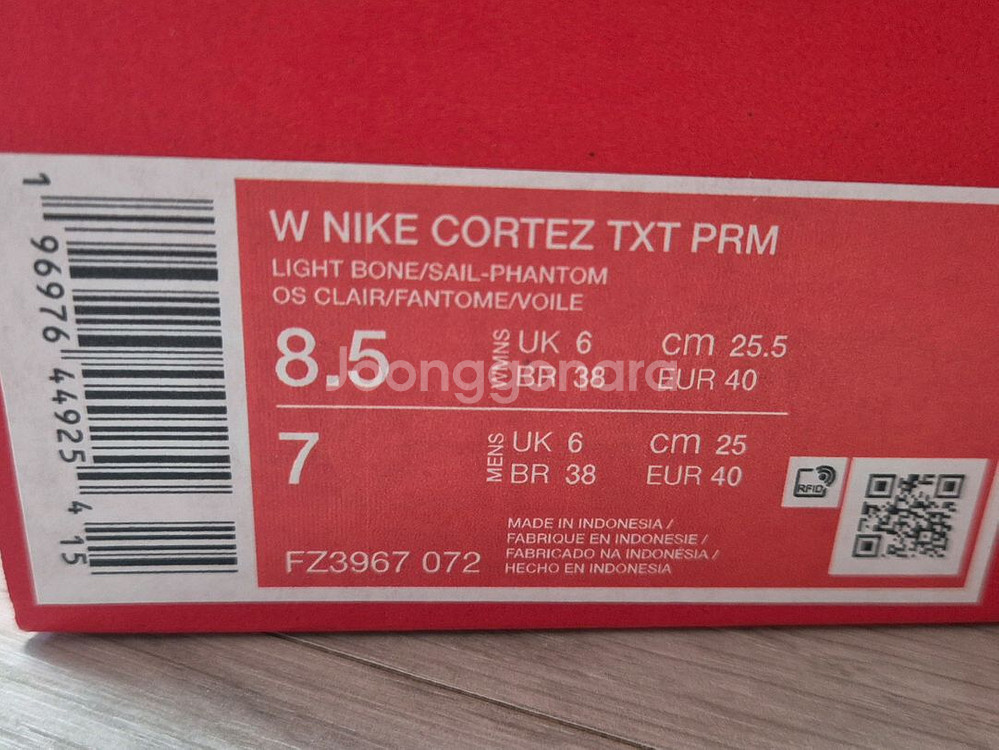 W NIKE CORTEZ TXT PRM
LIGHT BONE/SAIL-PHANTOM
OS CLAIR/FANTOME/VOILE
8.5 WMNS UK 6 cm 25.5
BR 38 EUR 40
Joonggonara
7 MENS UK 6 cm 25
BR 38 EUR 40
RFID
MADE IN INDONESIA /
FABRIQUE EN INDONESIE /
FABRICADO NA INDONÉSIA /
HECHO EN INDONESIA
FZ3967 072
1 96976 44925 4 15